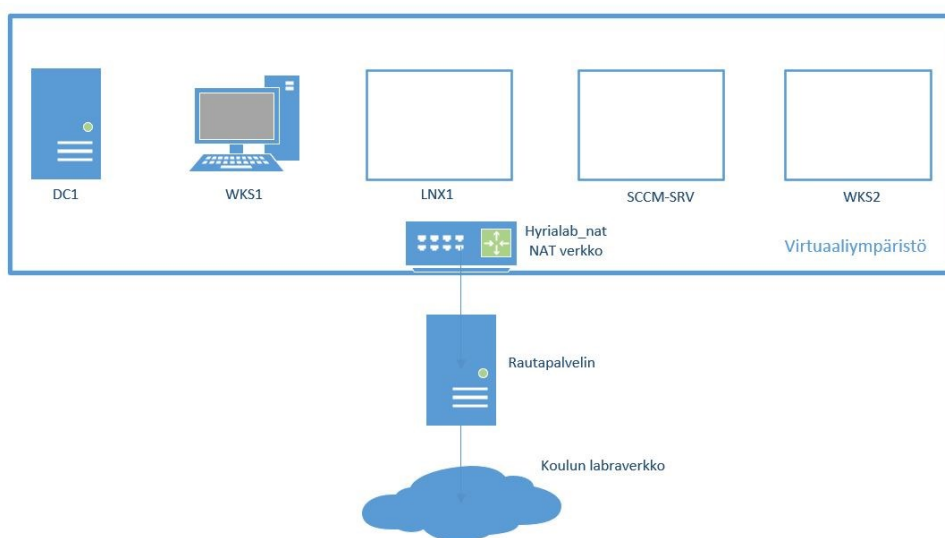 DC1
WKS1
LNX1
SCCM-SRV
WKS2
Hyrialab_nat
NAT verkko
Virtuaaliympäristö
Rautapalvelin
Koulun labraverkko